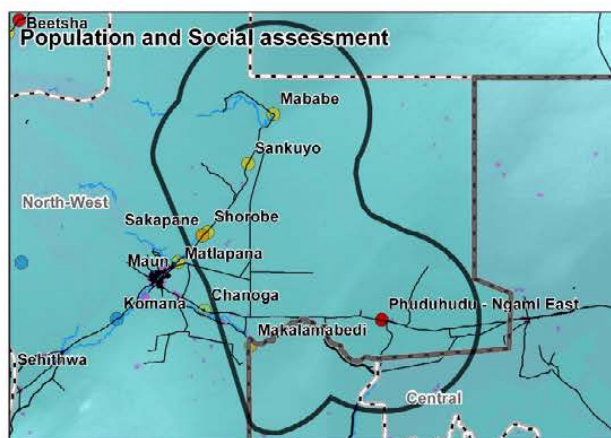 Beetsha
Population and Social assessment
Mababe
Sankuyo
North-West
Sakapane
Shorobe
Maun
Matlapana
Komana
Chanoga
Phuduhudu - Ngami East
Makalamabedi
Sehithwa
Central